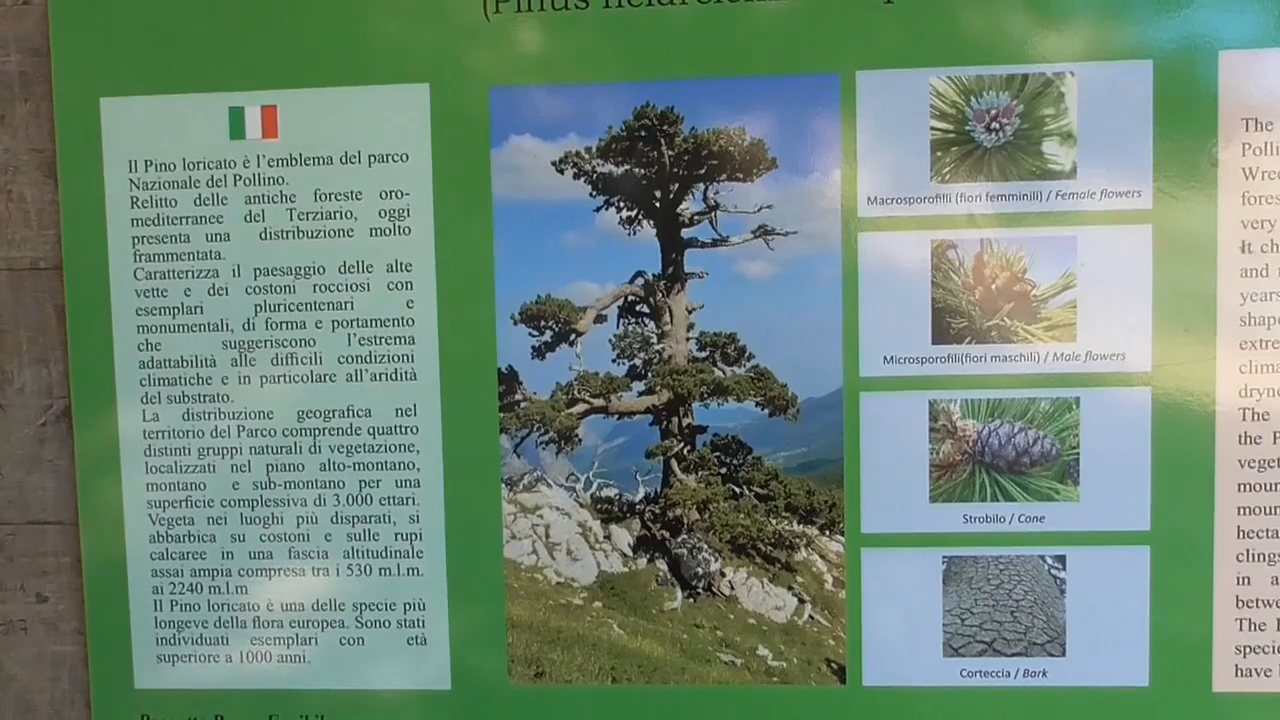 (Pinus
Il Pino loricato è l'emblema del parco
Nazionale del Pollino.
Relitto delle antiche foreste oro-
mediterranee del Terziario, oggi
presenta una distribuzione molto
frammentata.
Caratterizza il paesaggio delle alte
vette e dei costoni rocciosi con
esemplari pluricentenari e
monumentali, di forma e portamento
che suggeriscono l'estrema
adattabilità alle difficili condizioni
climatiche e in particolare all'aridità
del substrato.
La distribuzione geografica nel
territorio del Parco comprende quattro
distinti gruppi naturali di vegetazione,
localizzati nel piano alto-montano,
montano e sub-montano per una
superficie complessiva di 3.000 ettari.
Vegeta nei luoghi più disparati, si
abbarbica su costoni e sulle rupi
calcaree in una fascia altitudinale
assai ampia compresa tra i 530 m.l.m.
ai 2240 m.l.m
Il Pino loricato è una delle specie più
longeve della flora europea. Sono stati
individuati esemplari con età
superiore a 1000 anni.
Macrosporofilli (fiori femminili) / Female flowers
Microsporofili(fiori maschili) / Male flowers
Strobilo / Cone
Corteccia / Bark
The
Polli
Wre
fores
very
It ch
and
years
shap
extre
clima
dryn
The
the P
veget
moun
moun
hecta
cling
in a
betwe
The
specie
have